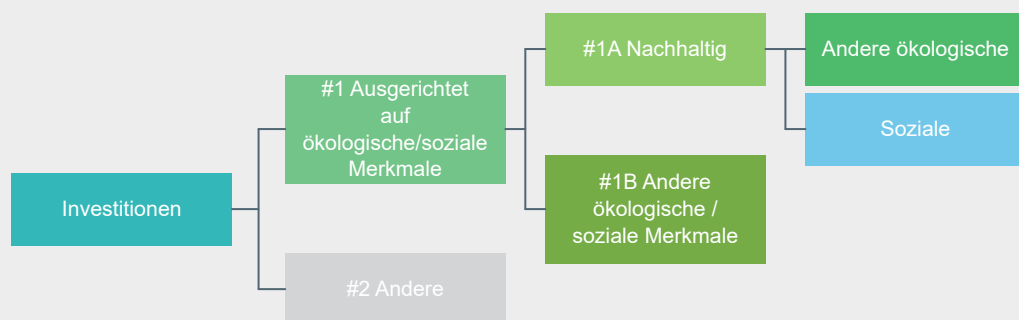 Investitionen
#1 Ausgerichtet
auf
ökologische/soziale
Merkmale
#2 Andere
#1A Nachhaltig
#1B Andere
ökologische /
soziale Merkmale
Andere ökologische
Soziale